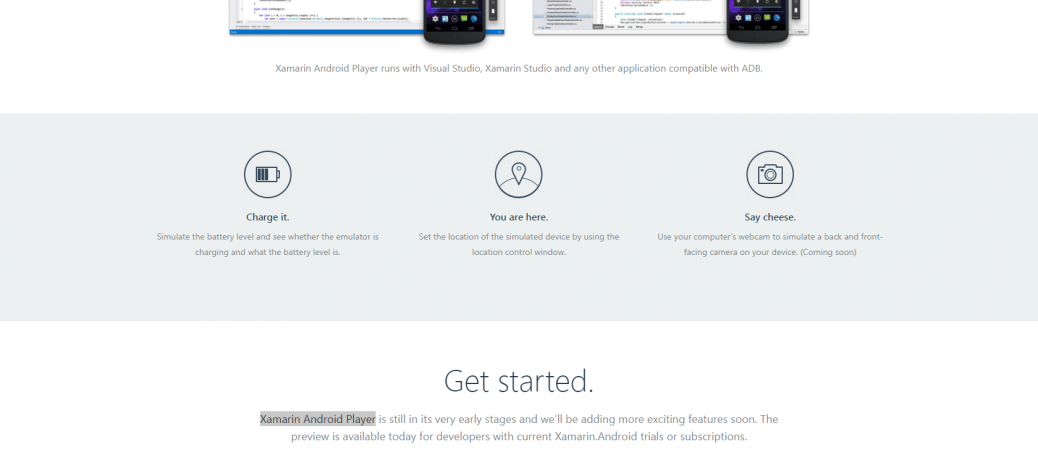 Xamarin Android Player runs with Visual Studio, Xamarin Studio and any other application compatible with ADB.
Charge it.
Simulate the battery level and see whether the emulator is
charging and what the battery level is.
You are here.
Set the location of the simulated device by using the
location control window.
Say cheese.
Use your computer's webcam to simulate a back and front-
facing camera on your device. (Coming soon)
Get started.
Xamarin Android Player is still in its very early stages and we'll be adding more exciting features soon. The
preview is available today for developers with current Xamarin.Android trials or subscriptions.